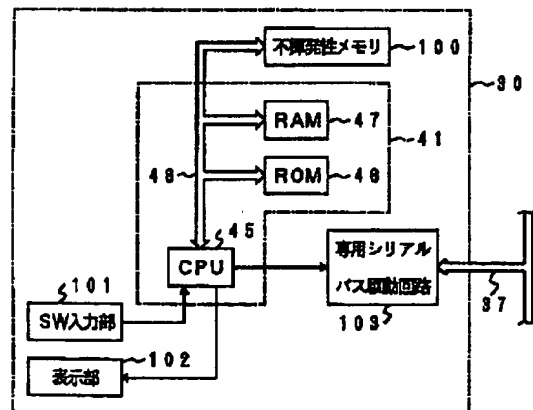 不揮発性メモリ
100
30
RAM
47
41
ROM
46
48
45
CPU
専用シリアル
バス駆動回路
37
103
101
SW入力部
102
表示部